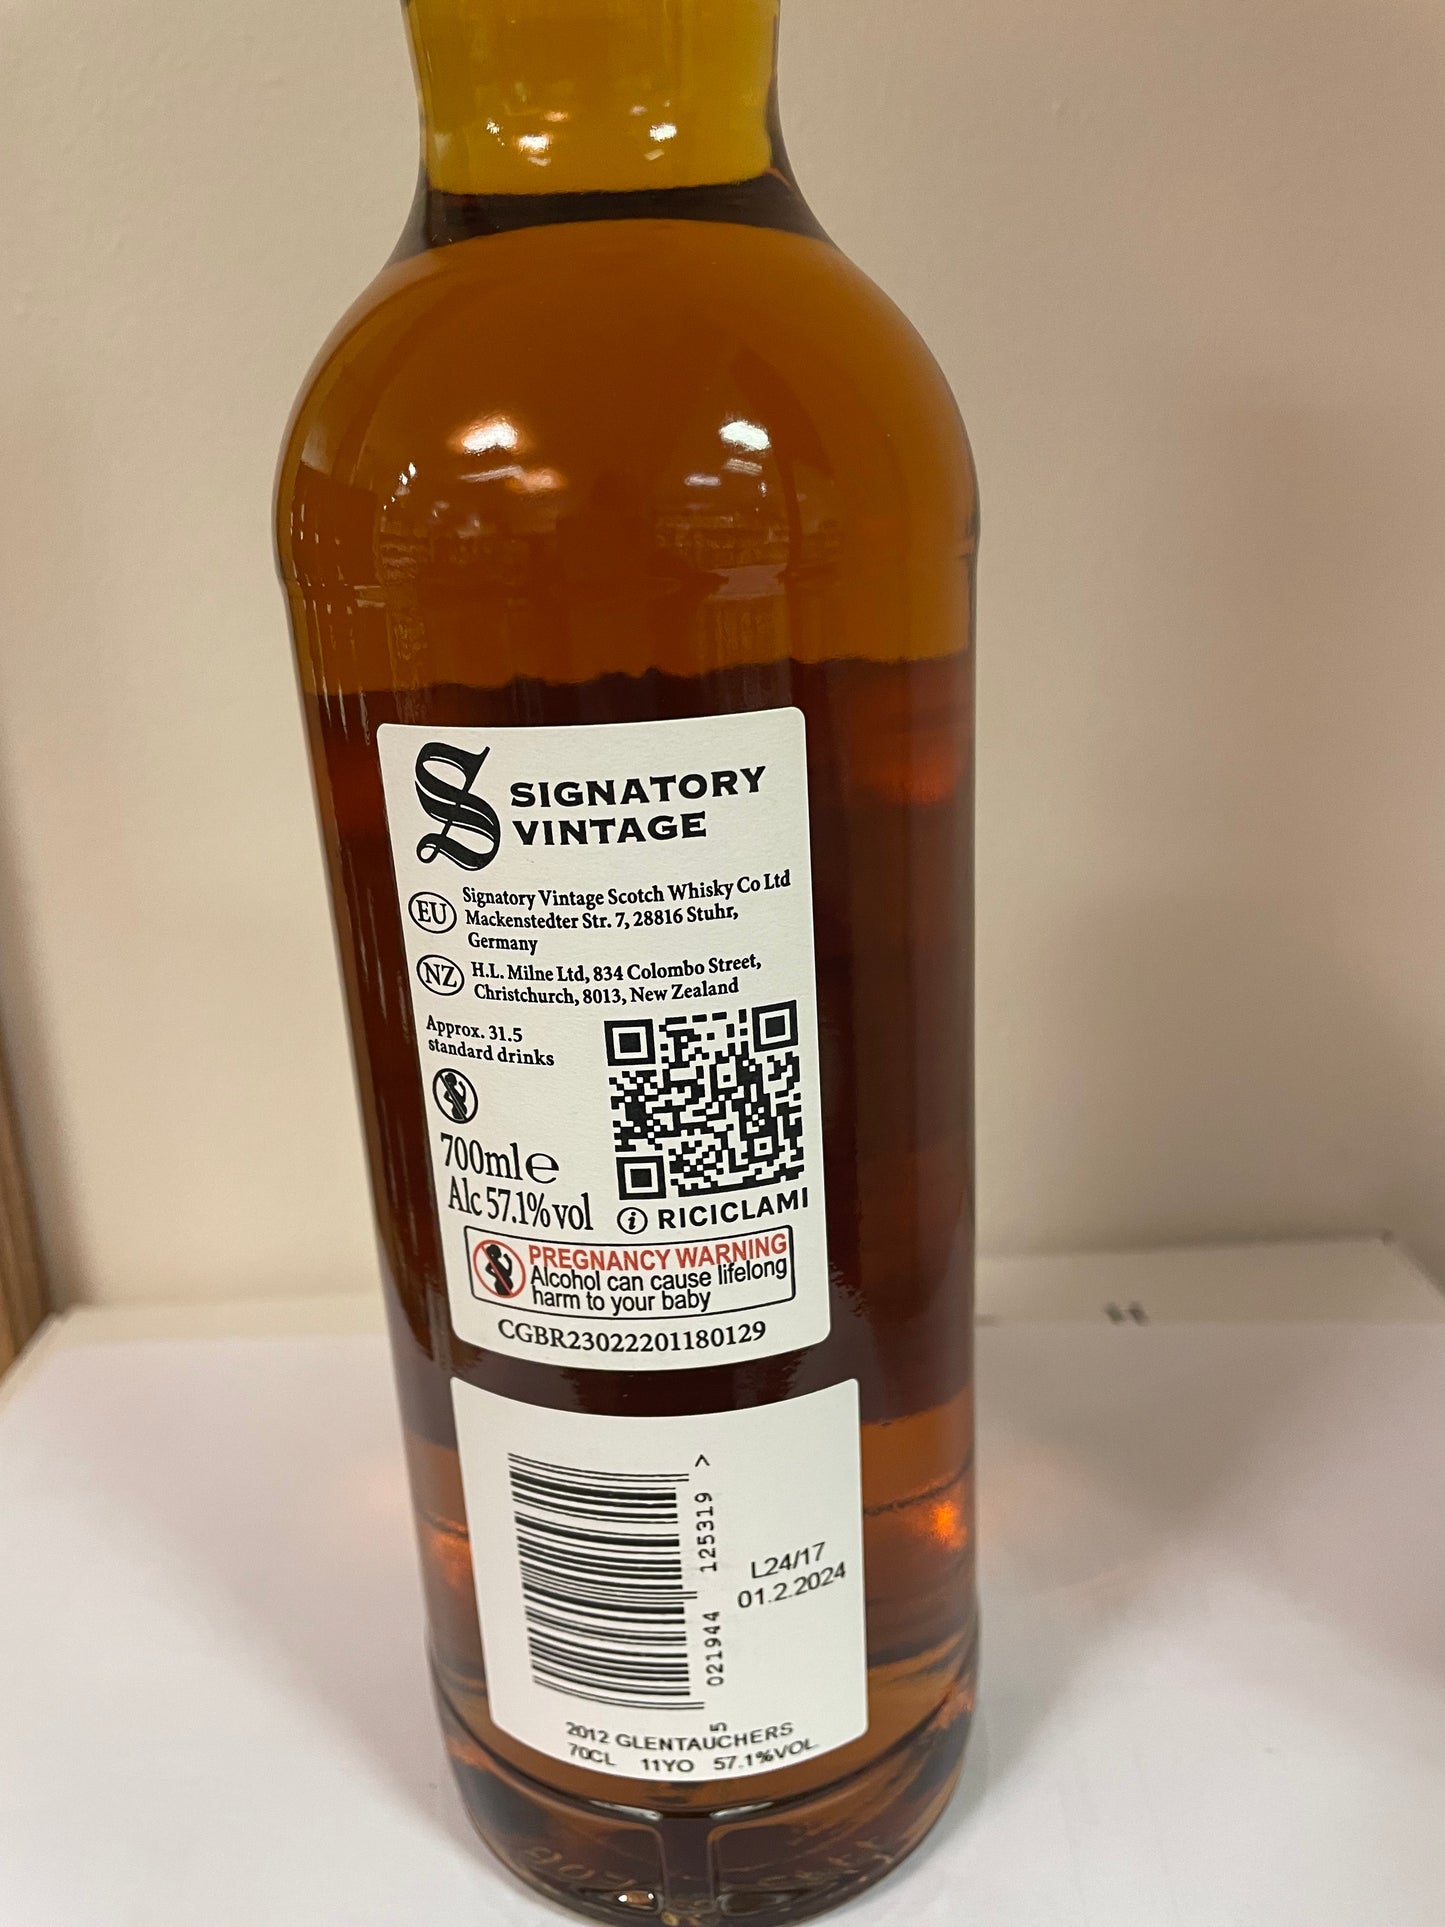 S SIGNATORY
VINTAGE
EU Signatory Vintage Scotch Whisky Co Ltd
Mackenstedter Str. 7, 28816 Stuhr,
Germany
NZ H.L. Milne Ltd, 834 Colombo Street,
Christchurch, 8013, New Zealand
Approx. 31.5
standard drinks
700ml e
Alc 57.1% vol
i RICICLAMI
PREGNANCY WARNING
Alcohol can cause lifelong
harm to your baby
CGBR23022201180129
5 021944 125319 >
L24/17
01.2.2024
2012 GLENTAUCHERS
70CL 11YO 57.1%VOL